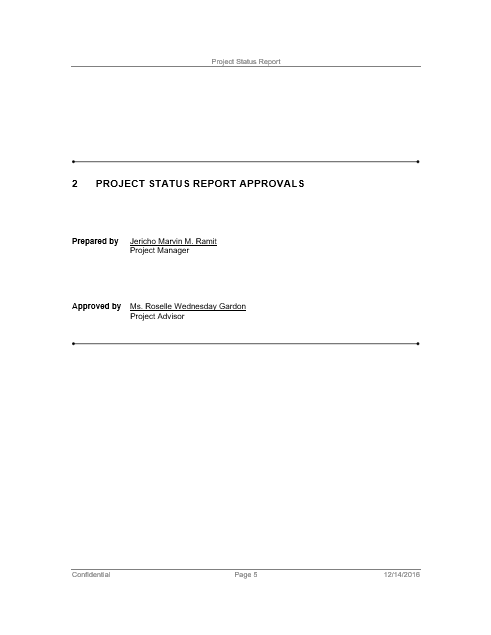 Project Status Report
2 PROJECT STATUS REPORT APPROVALS
Prepared by Jericho Marvin M. Ramit
Project Manager
Approved by Ms. Roselle Wednesday Gardon
Project Advisor
Confidential Page 5 12/14/2016